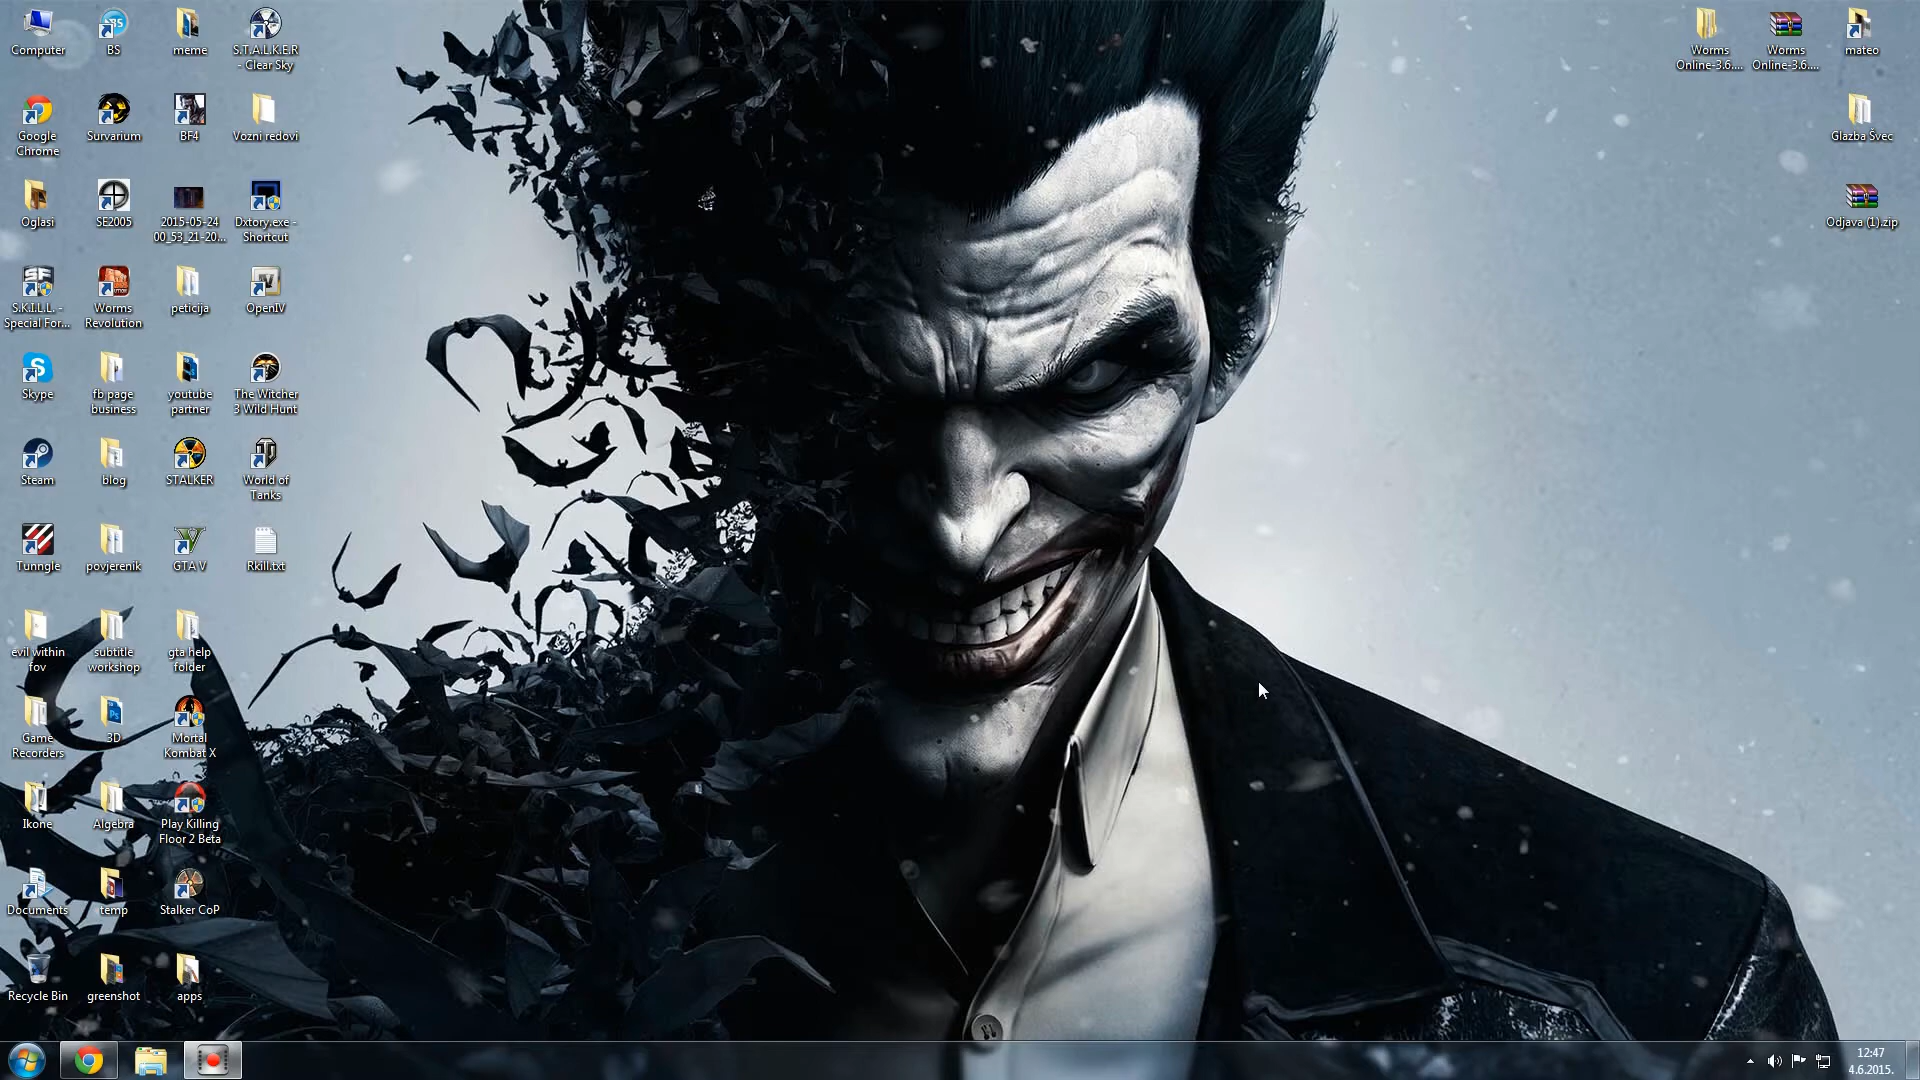 Computer
BS
meme
S.T.A.L.K.E.R
- Clear Sky
Worms
Online-3.6....
Worms
Online-3.6....
mateo
Google
Chrome
Survarium
BF4
Vozni redovi
Glazba Švec
Oglasi
SE2005
2015-05-24
00_53_21-20...
Dxtory.exe -
Shortcut
Odjava (1).zip
S.K.I.L.L. -
Special For...
Worms
Revolution
peticija
OpenIV
Skype
fb page
business
youtube
partner
The Witcher
3 Wild Hunt
Steam
blog
STALKER
World of
Tanks
Tunngle
povjerenik
GTA V
Rkill.txt
evil within
fov
subtitle
workshop
gta help
folder
Game
Recorders
3D
Mortal
Kombat X
Ikone
Algebra
Play Killing
Floor 2 Beta
Documents
temp
Stalker CoP
Recycle Bin
greenshot
apps
12:47
4.6.2015.